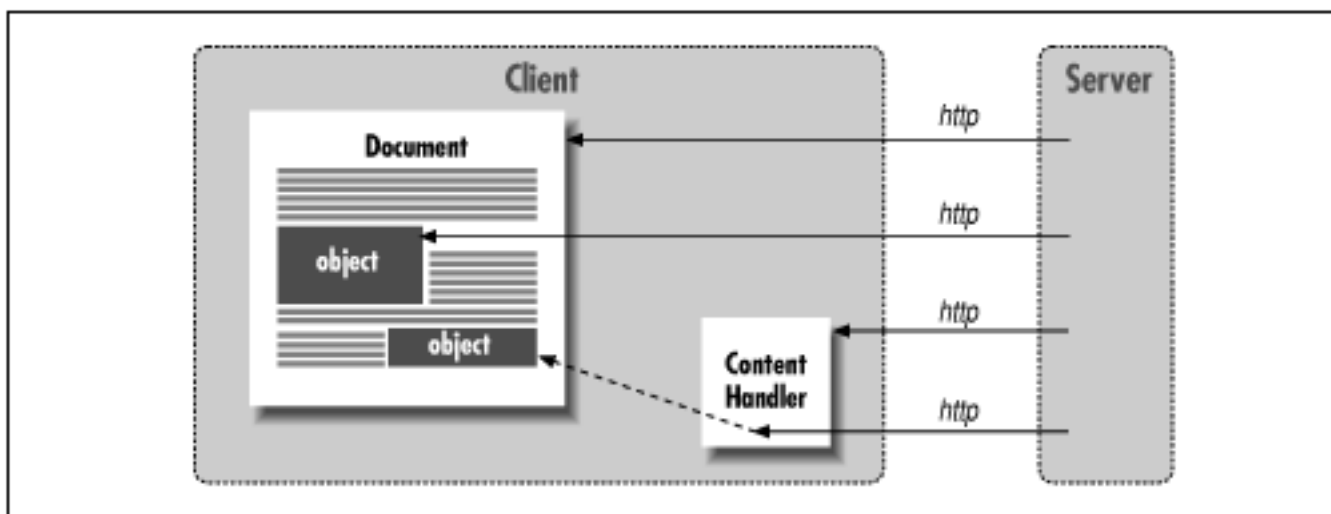 Client
Server
http
Document
http
object
http
object
Content
Handler
http